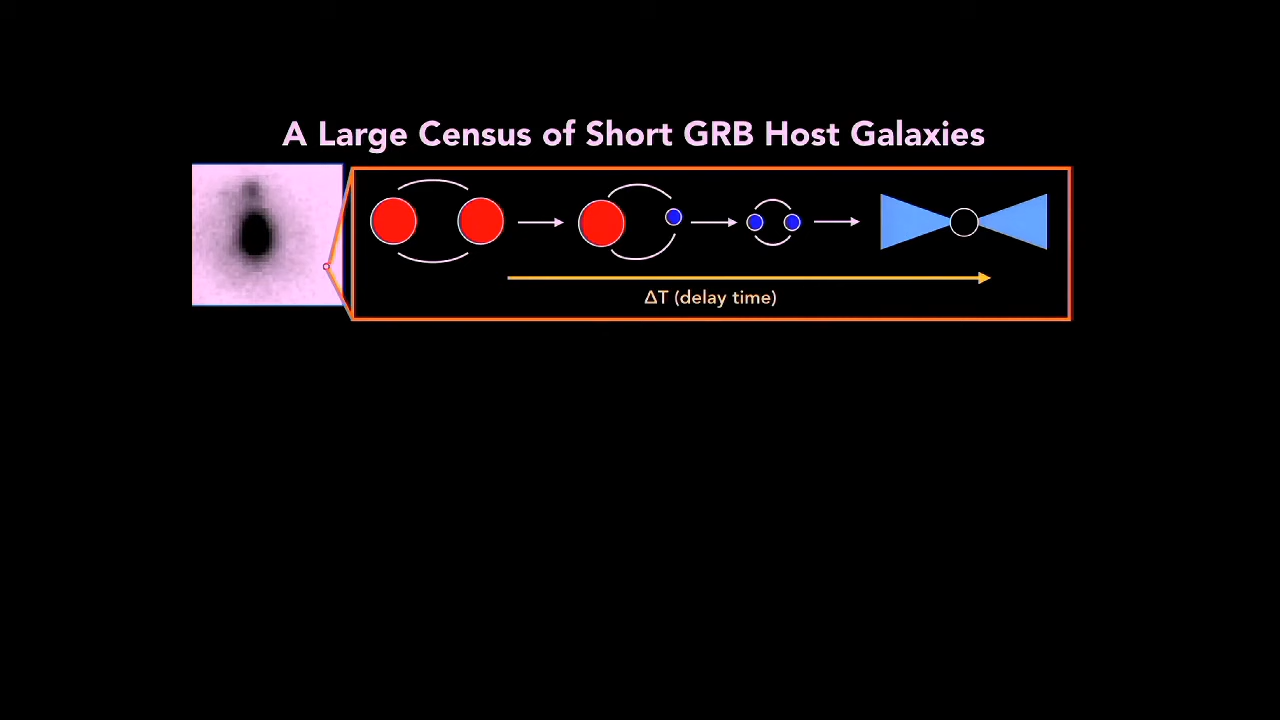 A Large Census of Short GRB Host Galaxies
ΔT (delay time)